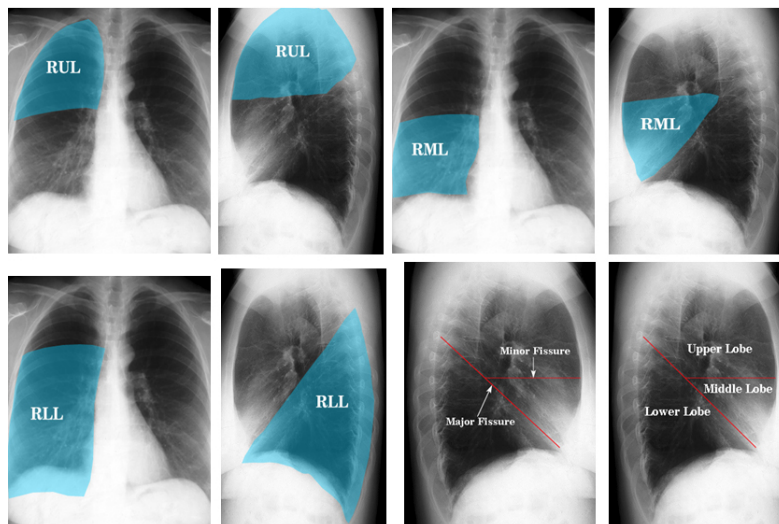 RUL
RUL
RML
RML
RLL
RLL
Minor Fissure
Major Fissure
Upper Lobe
Middle Lobe
Lower Lobe